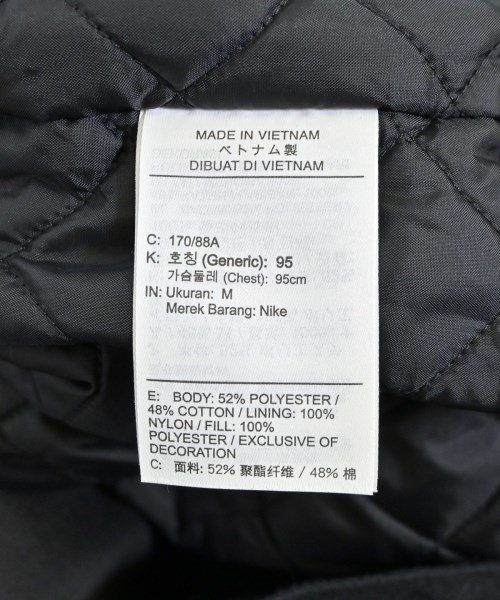 MADE IN VIETNAM
ベトナム製
DIBUAT DI VIETNAM
C: 170/88A
K: 호칭 (Generic): 95
가슴둘레 (Chest): 95cm
IN: Ukuran: M
Merek Barang: Nike
E: BODY: 52% POLYESTER /
48% COTTON / LINING: 100%
NYLON / FILL: 100%
POLYESTER / EXCLUSIVE OF
DECORATION
C: 面料: 52% 聚酯纤维 / 48% 棉